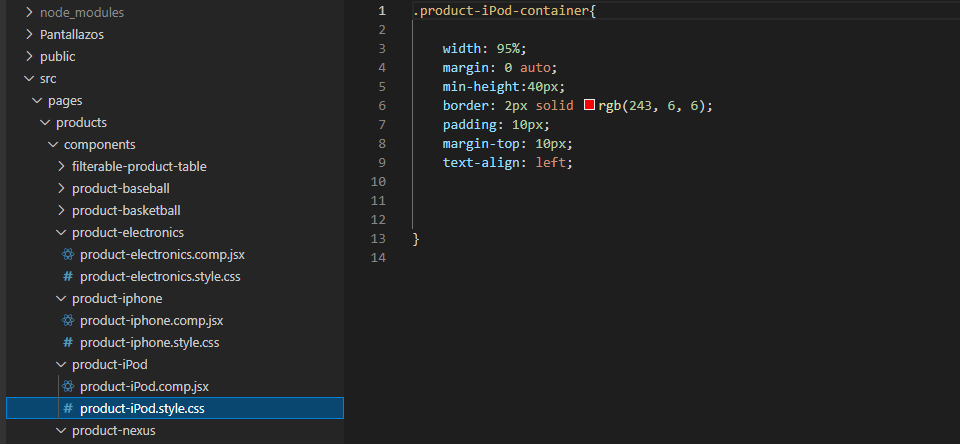 node_modules
Pantallazos
public
src
pages
products
components
filterable-product-table
product-baseball
product-basketball
product-electronics
product-electronics.comp.jsx
# product-electronics.style.css
product-iphone
product-iphone.comp.jsx
# product-iphone.style.css
product-iPod
product-iPod.comp.jsx
# product-iPod.style.css
product-nexus
1 .product-iPod-container{
2
3 width: 95%;
4 margin: 0 auto;
5 min-height:40px;
6 border: 2px solid rgb(243, 6, 6);
7 padding: 10px;
8 margin-top: 10px;
9 text-align: left;
10
11
12
13 }
14